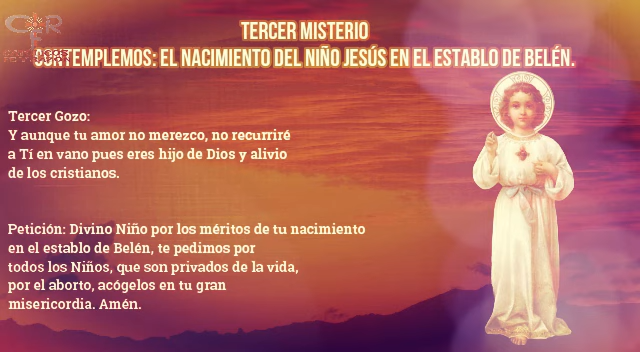 TERCER MISTERIO
CONTEMPLEMOS: EL NACIMIENTO DEL NIÑO JESÚS EN EL ESTABLO DE BELÉN.
Tercer Gozo:
Y aunque tu amor no merezco, no recurriré
a Tí en vano pues eres hijo de Dios y alivio
de los cristianos.
Petición: Divino Niño por los méritos de tu nacimiento
en el establo de Belén, te pedimos por
todos los Niños, que son privados de la vida,
por el aborto, acógelos en tu gran
misericordia. Amén.